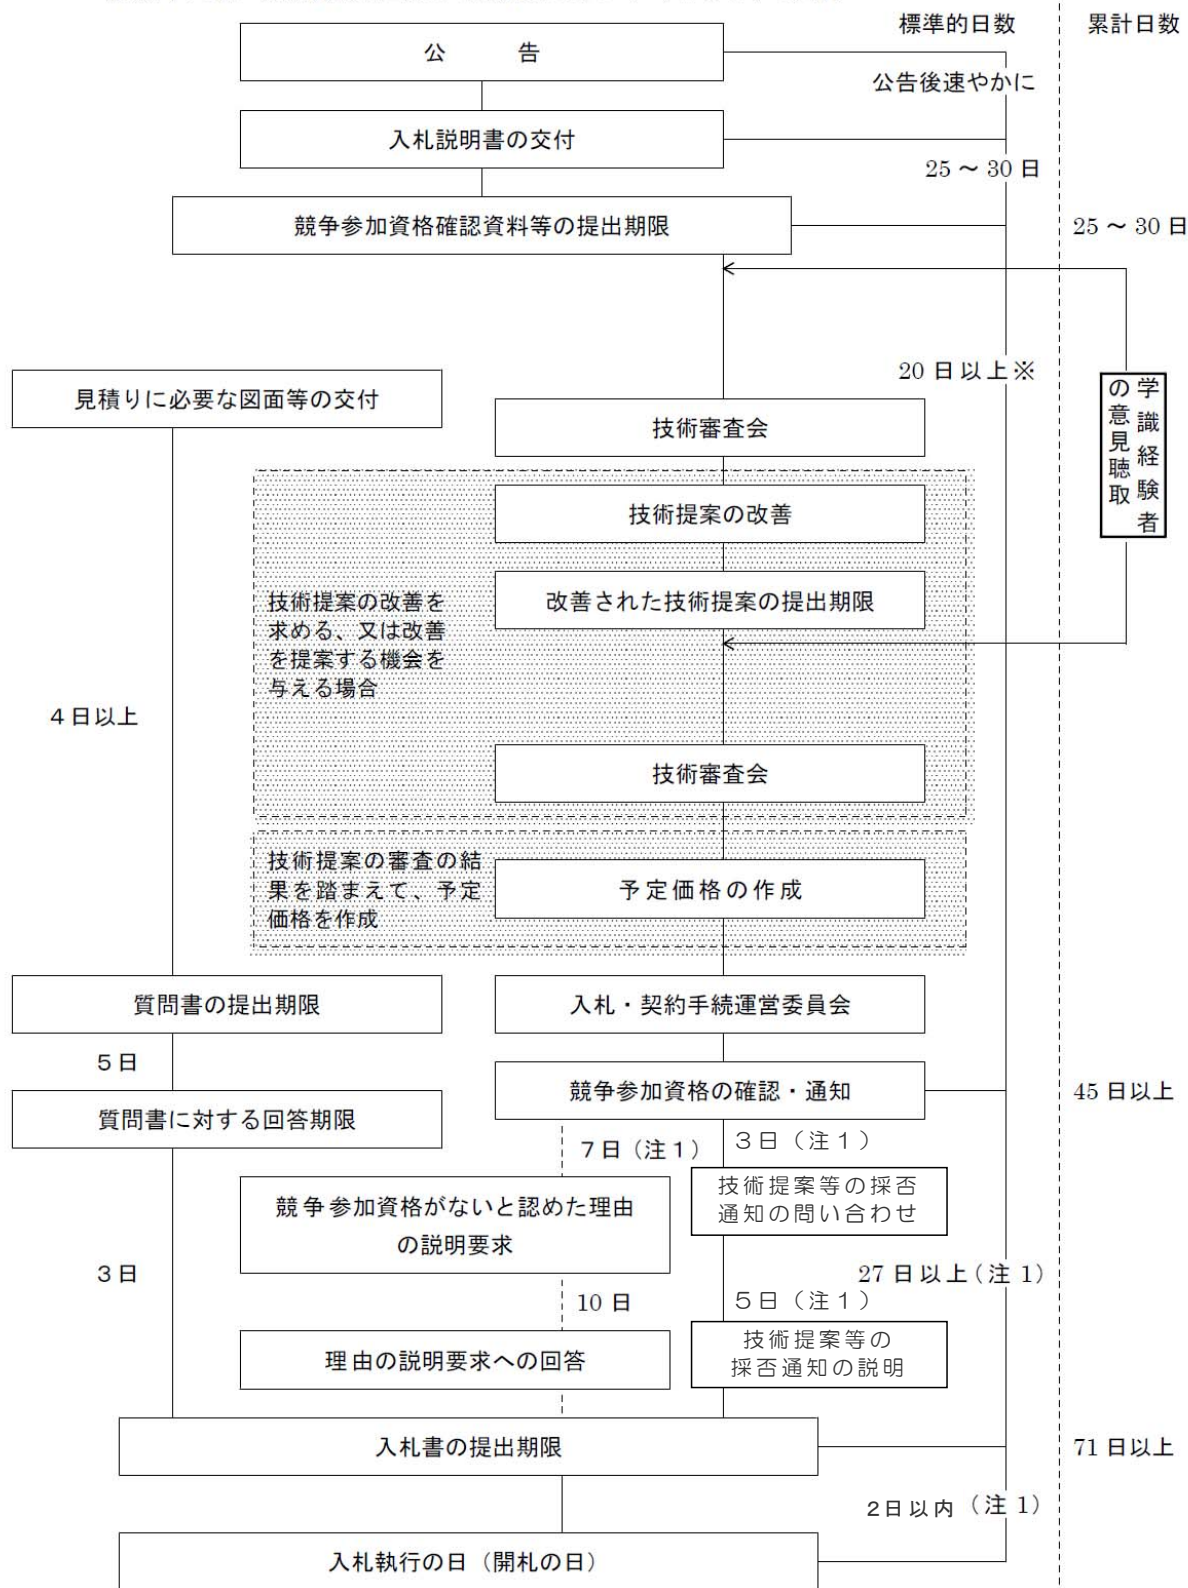 標準的日数
累計日数
公　　　告
公告後速やかに
入札説明書の交付
25 ～ 30 日
競争参加資格確認資料等の提出期限
25 ～ 30 日
20 日以上※
見積りに必要な図面等の交付
学識経験者
の意見聴取
技術審査会
技術提案の改善
技術提案の改善を
求める、又は改善
を提案する機会を
与える場合
改善された技術提案の提出期限
４日以上
技術審査会
技術提案の審査の結
果を踏まえて、予定
価格を作成
予定価格の作成
質問書の提出期限
入札・契約手続運営委員会
５日
競争参加資格の確認・通知
45 日以上
質問書に対する回答期限
７日（注１）
３日（注１）
競争参加資格がないと認めた理由
の説明要求
技術提案等の採否
通知の問い合わせ
３日
27 日以上（注 1）
10 日
５日（注１）
理由の説明要求への回答
技術提案等の
採否通知の説明
入札書の提出期限
71 日以上
2日以内（注 1）
入札執行の日（開札の日）